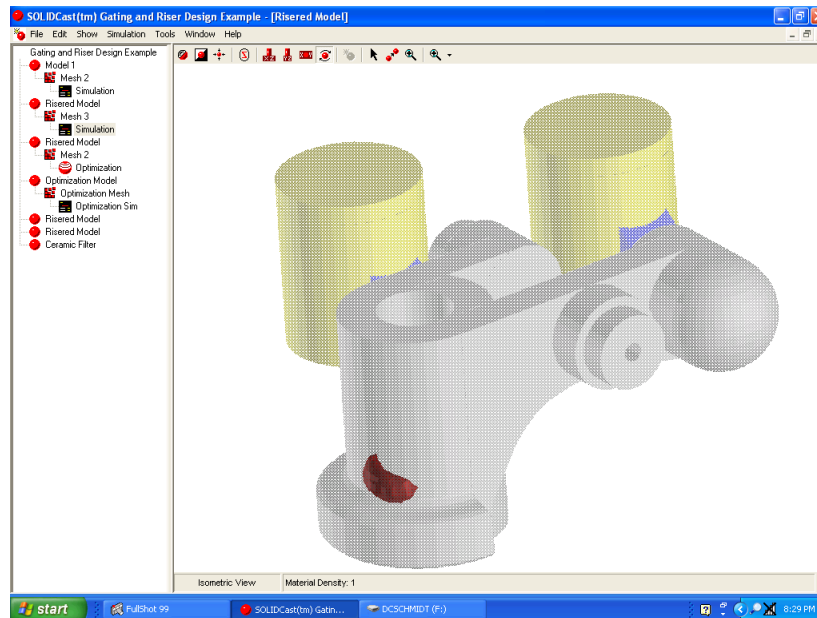 SOLIDCast(tm) Gating and Riser Design Example - [Risered Model]
File Edit Show Simulation Tools Window Help
Gating and Riser Design Example
Model 1
Mesh 2
Simulation
Risered Model
Mesh 3
Simulation
Risered Model
Mesh 2
Optimization
Optimization Model
Optimization Mesh
Optimization Sim
Risered Model
Risered Model
Ceramic Filter
Isometric View Material Density: 1
start FullShot 99 SOLIDCast(tm) Gatin... DCSCHMIDT (F:) 8:29 PM